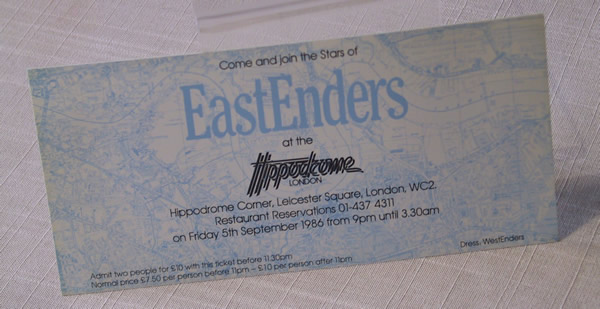 Come and join the Stars of
EastEnders
at the
Hippodrome
LONDON
Hippodrome Corner, Leicester Square, London, WC2.
Restaurant Reservations 01-437 4311
on Friday 5th September 1986 from 9pm until 3.30am
Dress, WestEnders
Admit two people for £10 with this ticket before 11.30pm
Normal price £7.50 per person before 11pm – £10 per person after 11pm